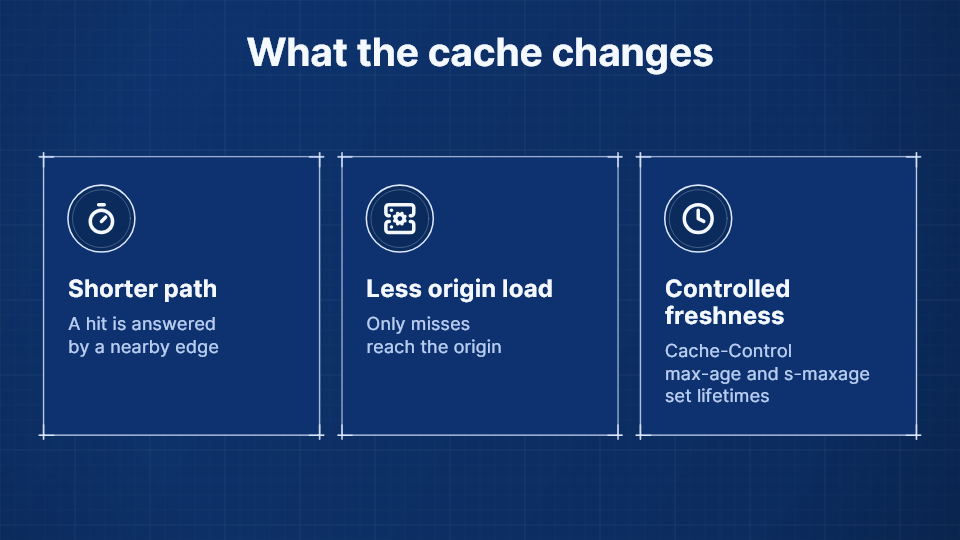 What the cache changes
Shorter path
A hit is answered
by a nearby edge
Less origin load
Only misses
reach the origin
Controlled
freshness
Cache-Control
max-age and s-maxage
set lifetimes